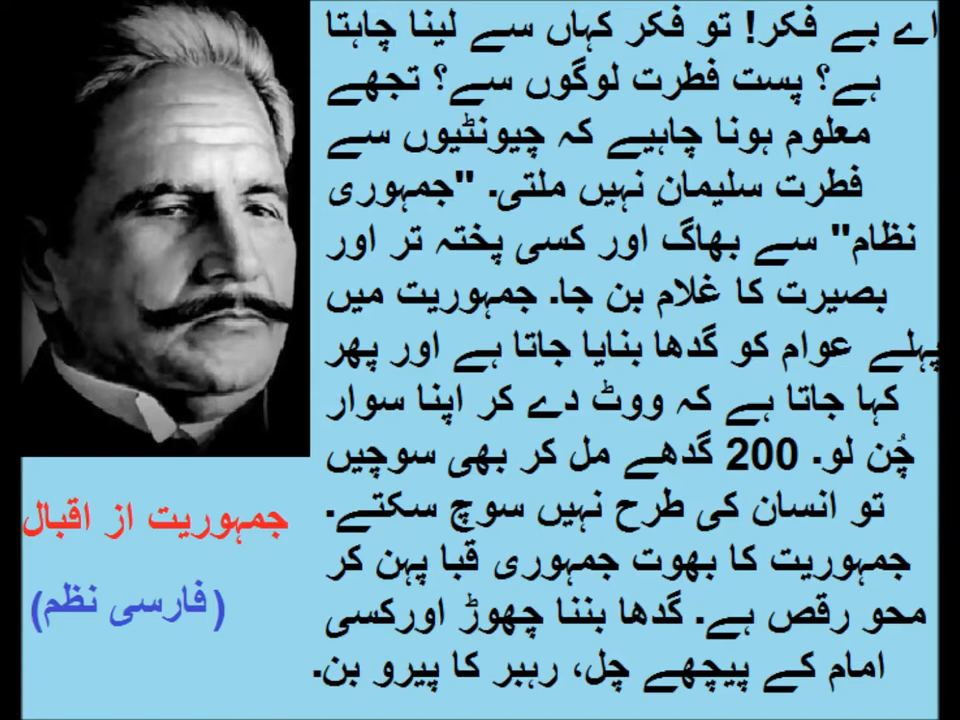 اے بے فکر! تو فکر کہاں سے لینا چاہتا
ہے؟ پست فطرت لوگوں سے؟ تجھے
معلوم ہونا چاہیے کہ چیونٹیوں سے
فطرت سلیمان نہیں ملتی۔ "جمہوری
نظام" سے بھاگ اور کسی پختہ تر اور
بصیرت کا غلام بن جا۔ جمہوریت میں
پہلے عوام کو گدھا بنایا جاتا ہے اور پھر
کہا جاتا ہے کہ ووٹ دے کر اپنا سوار
چُن لو۔ 200 گدھے مل کر بھی سوچیں
تو انسان کی طرح نہیں سوچ سکتے۔
جمہوریت کا بھوت جمہوری قبا پہن کر
محو رقص ہے۔ گدھا بننا چھوڑ اورکسی
امام کے پیچھے چل، رہبر کا پیرو بن۔
جمہوریت از اقبال
(فارسی نظم)